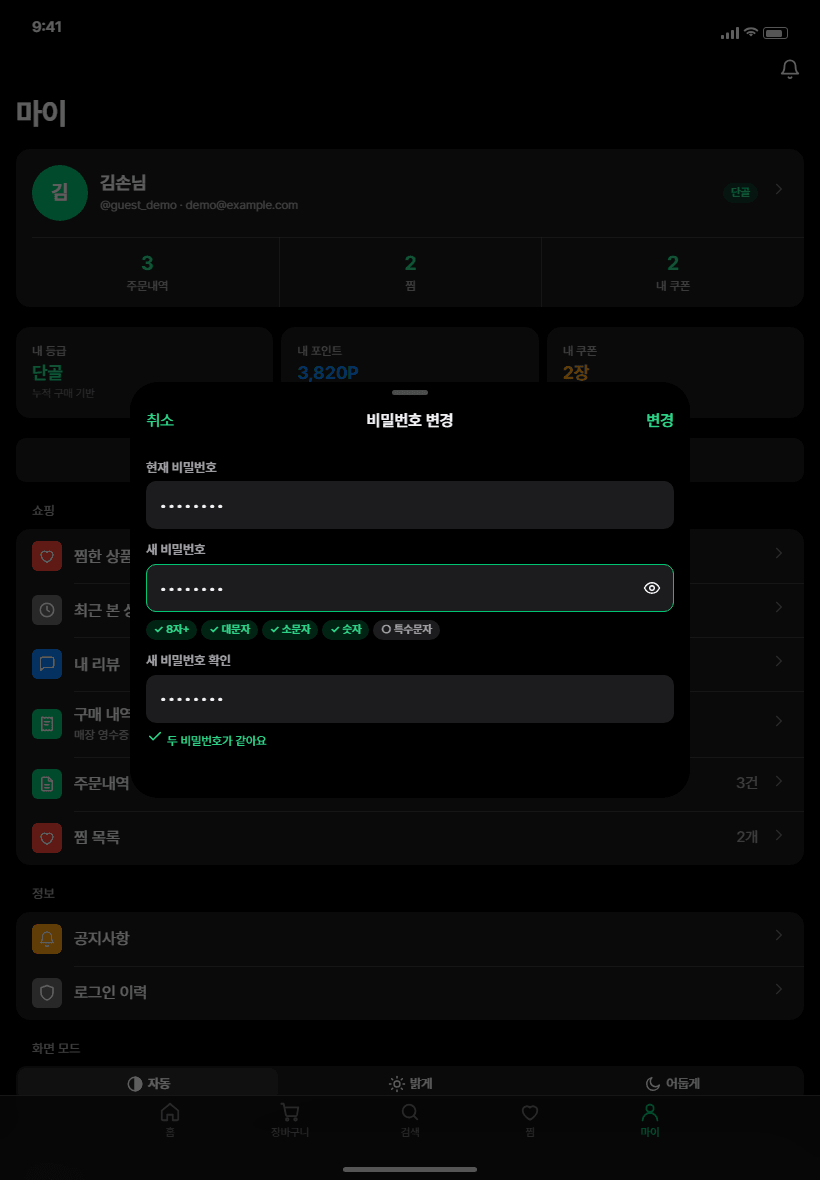 9:41
마이
김
김손님
@guest_demo · demo@example.com
단골
3
주문내역
2
찜
2
내 쿠폰
내 등급
단골
누적 구매 기반
내 포인트
3,820P
내 쿠폰
2장
취소
비밀번호 변경
변경
현재 비밀번호
••••••••
새 비밀번호
••••••••
8자+
대문자
소문자
숫자
특수문자
새 비밀번호 확인
••••••••
두 비밀번호가 같아요
쇼핑
찜한 상품
최근 본
내 리뷰
구매 내역
매장 영수증
주문내역
3건
찜 목록
2개
정보
공지사항
로그인 이력
화면 모드
자동
밝게
어둡게
홈
장바구니
검색
찜
마이